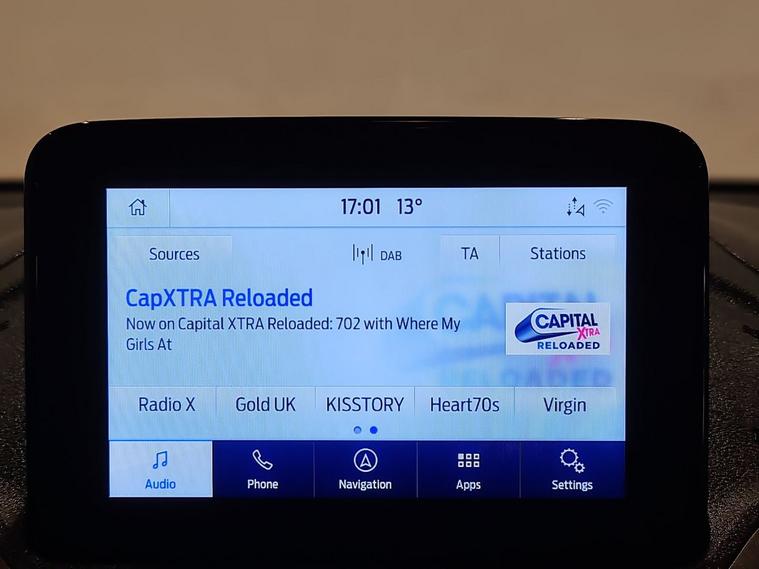 17:01 13°
Sources DAB TA Stations
CapXTRA Reloaded
Now on Capital XTRA Reloaded: 702 with Where My
Girls At
CAPITAL
XTRA
RELOADED
Radio X Gold UK KISSTORY Heart70s Virgin
Audio Phone Navigation Apps Settings